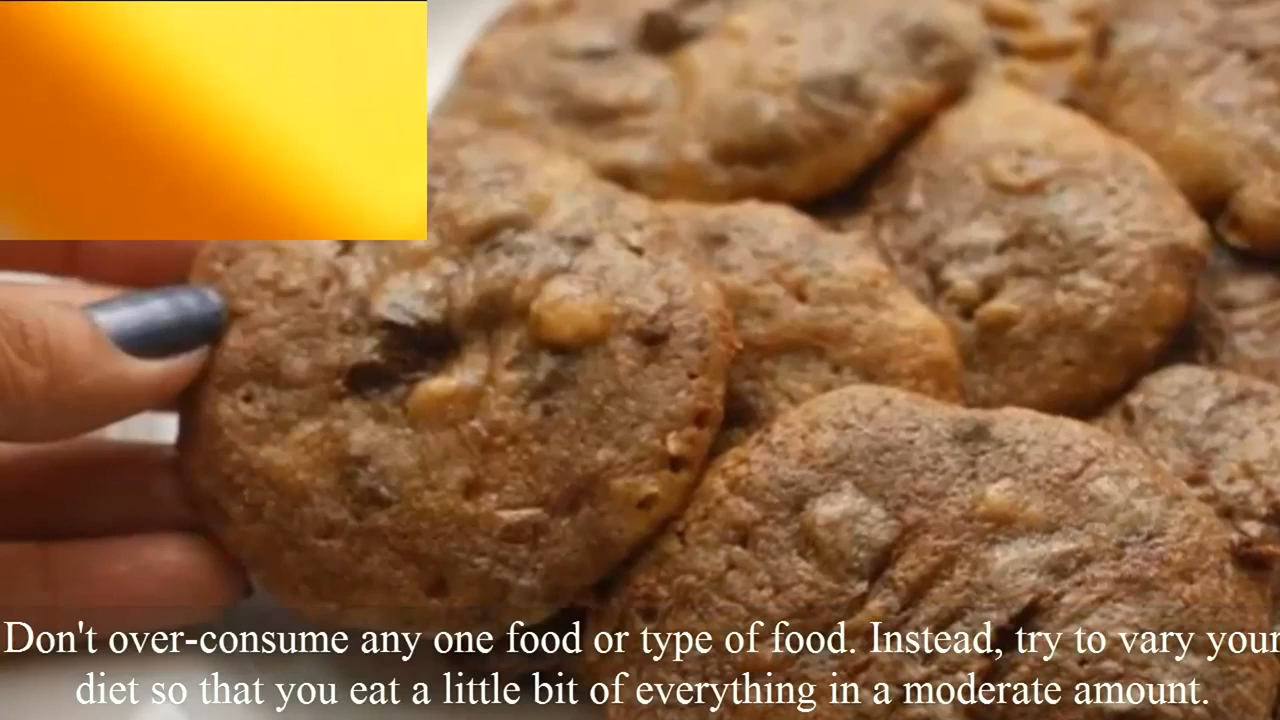 Don't over-consume any one food or type of food. Instead, try to vary your
diet so that you eat a little bit of everything in a moderate amount.